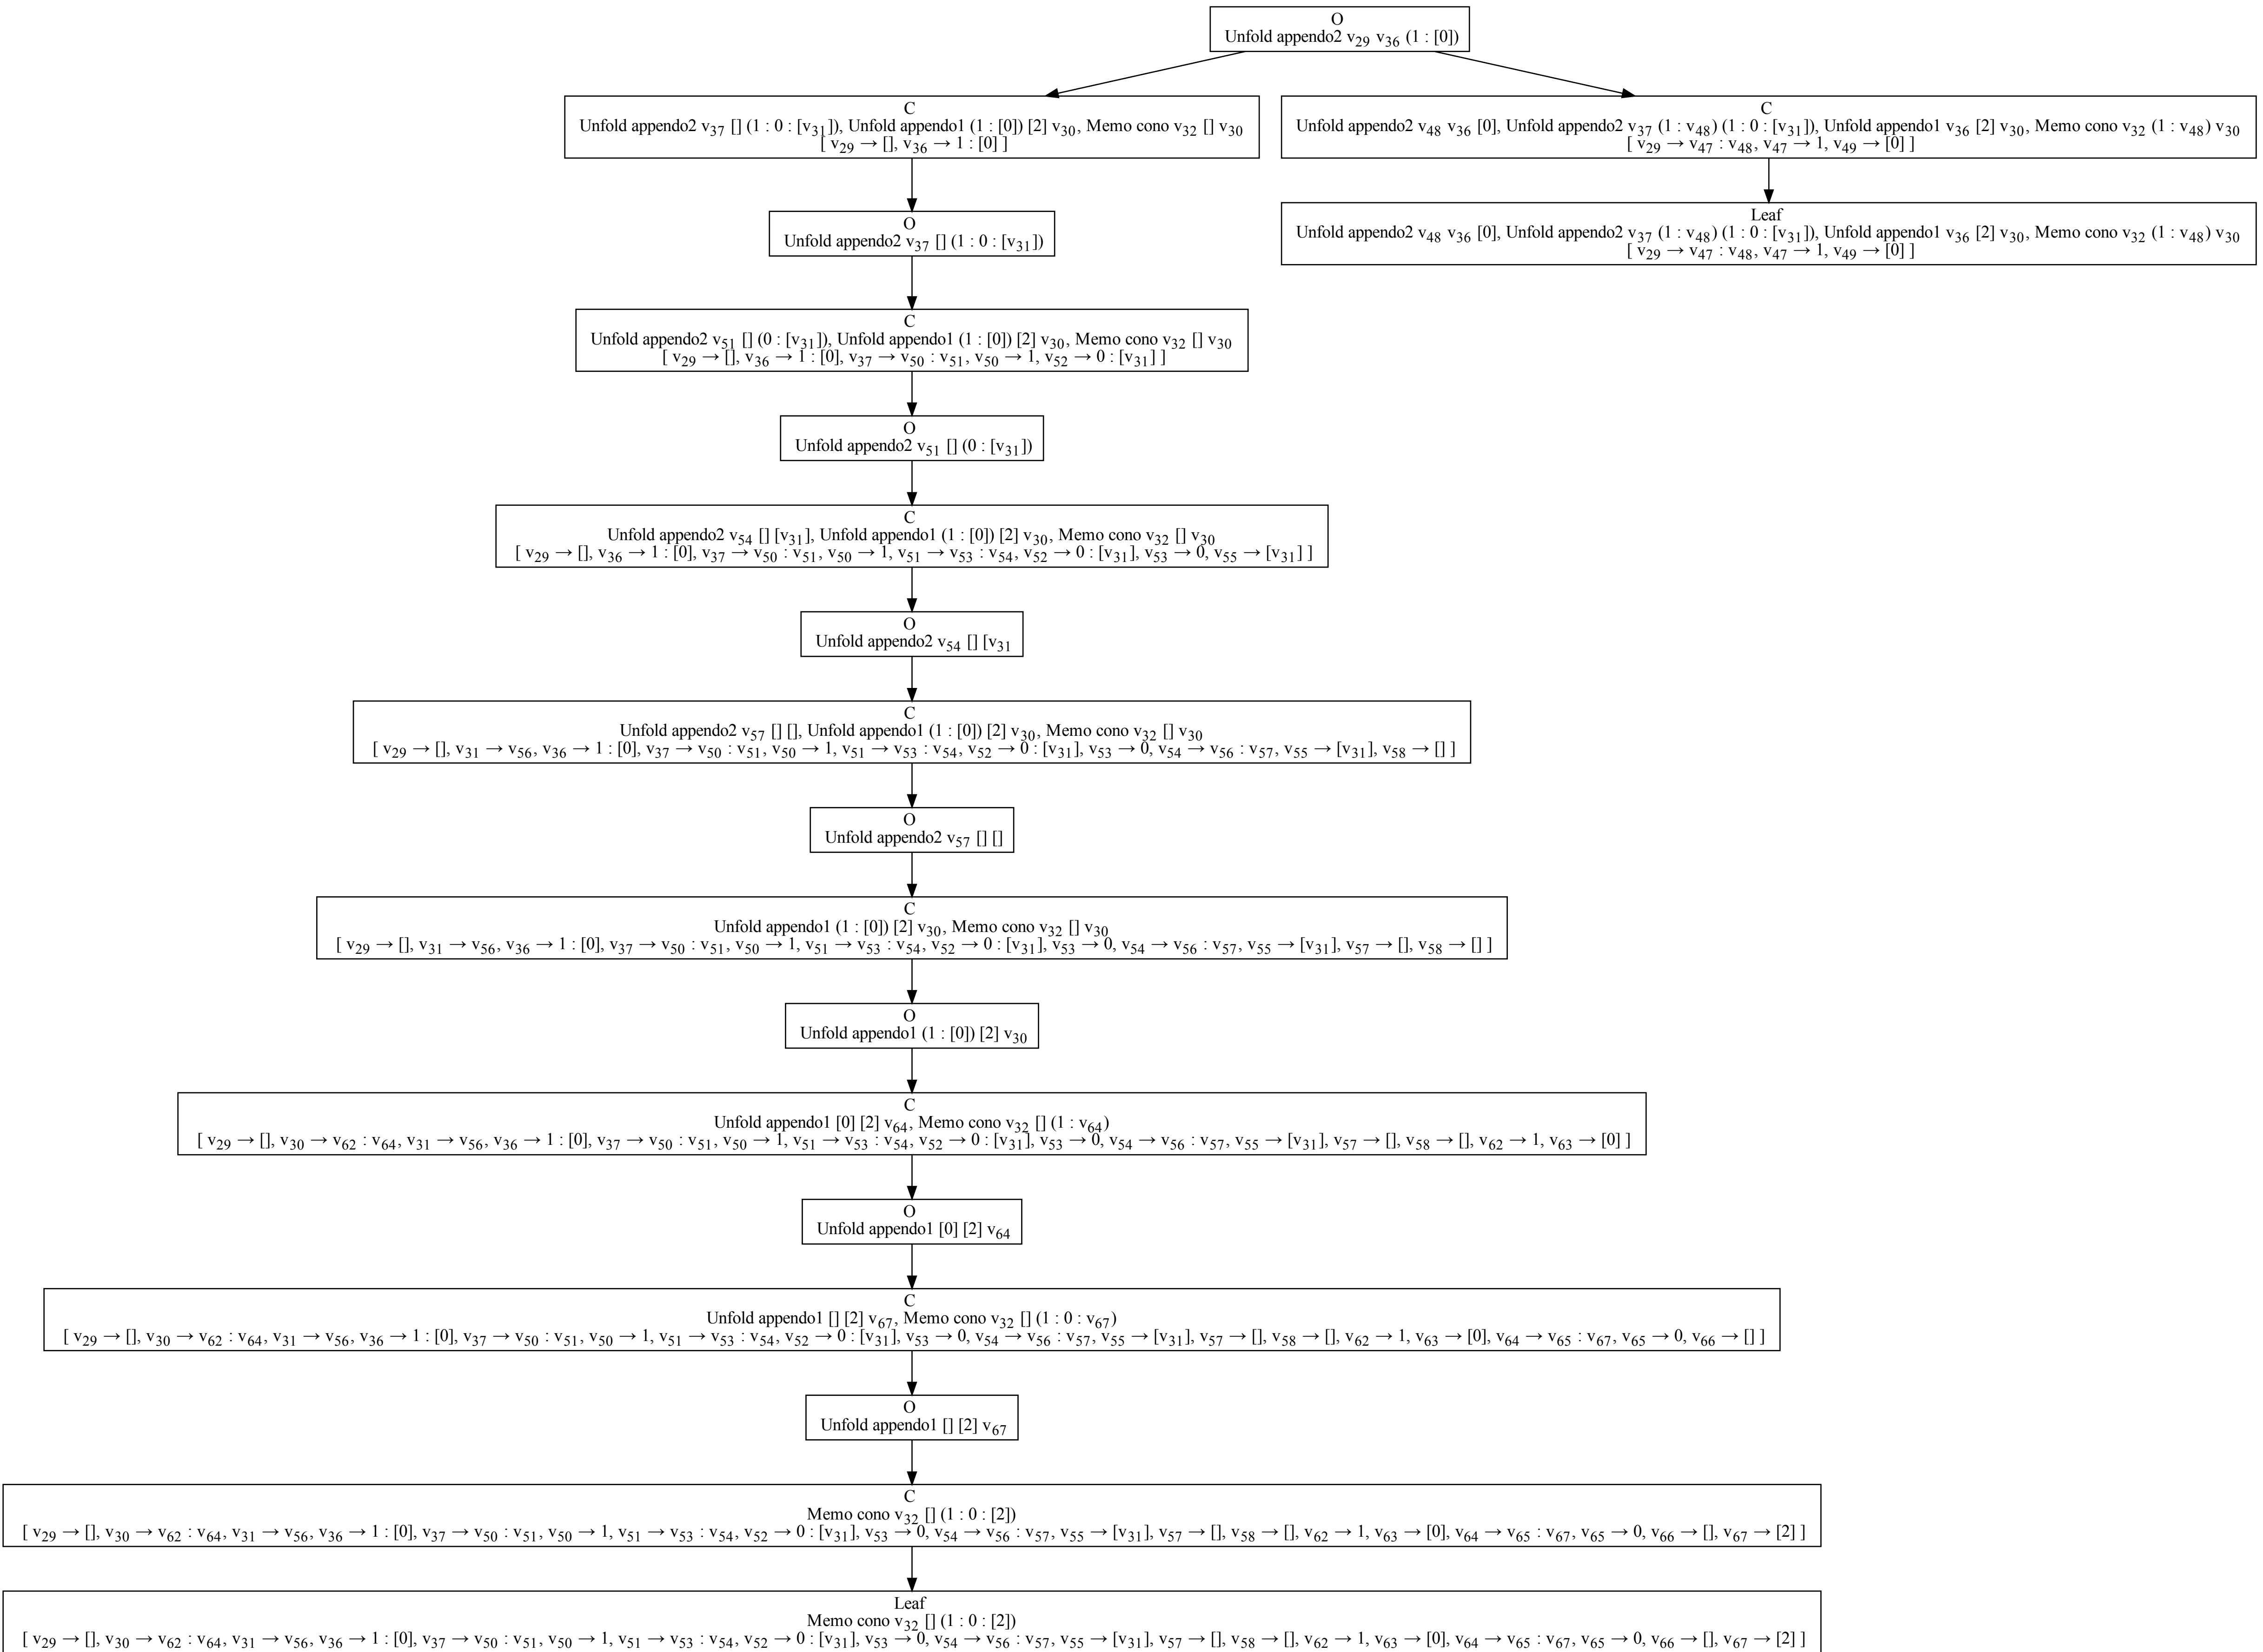 O
Unfold appendo2 v₂₉ v₃₆ (1 : [0])
C
Unfold appendo2 v₃₇ [] (1 : 0 : [v₃₁]), Unfold appendo1 (1 : [0]) [2] v₃₀, Memo cono v₃₂ [] v₃₀
[ v₂₉ → [], v₃₆ → 1 : [0] ]
C
Unfold appendo2 v₄₈ v₃₆ [0], Unfold appendo2 v₃₇ (1 : v₄₈) (1 : 0 : [v₃₁]), Unfold appendo1 v₃₆ [2] v₃₀, Memo cono v₃₂ (1 : v₄₈) v₃₀
[ v₂₉ → v₄₇ : v₄₈, v₄₇ → 1, v₄₉ → [0] ]
O
Unfold appendo2 v₃₇ [] (1 : 0 : [v₃₁])
Leaf
Unfold appendo2 v₄₈ v₃₆ [0], Unfold appendo2 v₃₇ (1 : v₄₈) (1 : 0 : [v₃₁]), Unfold appendo1 v₃₆ [2] v₃₀, Memo cono v₃₂ (1 : v₄₈) v₃₀
[ v₂₉ → v₄₇ : v₄₈, v₄₇ → 1, v₄₉ → [0] ]
C
Unfold appendo2 v₅₁ [] (0 : [v₃₁]), Unfold appendo1 (1 : [0]) [2] v₃₀, Memo cono v₃₂ [] v₃₀
[ v₂₉ → [], v₃₆ → 1 : [0], v₃₇ → v₅₀ : v₅₁, v₅₀ → 1, v₅₂ → 0 : [v₃₁] ]
O
Unfold appendo2 v₅₁ [] (0 : [v₃₁])
C
Unfold appendo2 v₅₄ [] [v₃₁], Unfold appendo1 (1 : [0]) [2] v₃₀, Memo cono v₃₂ [] v₃₀
[ v₂₉ → [], v₃₆ → 1 : [0], v₃₇ → v₅₀ : v₅₁, v₅₀ → 1, v₅₁ → v₅₃ : v₅₄, v₅₂ → 0 : [v₃₁], v₅₃ → 0, v₅₅ → [v₃₁] ]
O
Unfold appendo2 v₅₄ [] [v₃₁
C
Unfold appendo2 v₅₇ [] [], Unfold appendo1 (1 : [0]) [2] v₃₀, Memo cono v₃₂ [] v₃₀
[ v₂₉ → [], v₃₁ → v₅₆, v₃₆ → 1 : [0], v₃₇ → v₅₀ : v₅₁, v₅₀ → 1, v₅₁ → v₅₃ : v₅₄, v₅₂ → 0 : [v₃₁], v₅₃ → 0, v₅₄ → v₅₆ : v₅₇, v₅₅ → [v₃₁], v₅₈ → [] ]
O
Unfold appendo2 v₅₇ [] []
C
Unfold appendo1 (1 : [0]) [2] v₃₀, Memo cono v₃₂ [] v₃₀
[ v₂₉ → [], v₃₁ → v₅₆, v₃₆ → 1 : [0], v₃₇ → v₅₀ : v₅₁, v₅₀ → 1, v₅₁ → v₅₃ : v₅₄, v₅₂ → 0 : [v₃₁], v₅₃ → 0, v₅₄ → v₅₆ : v₅₇, v₅₅ → [v₃₁], v₅₇ → [], v₅₈ → [] ]
O
Unfold appendo1 (1 : [0]) [2] v₃₀
C
Unfold appendo1 [0] [2] v₆₄, Memo cono v₃₂ [] (1 : v₆₄)
[ v₂₉ → [], v₃₀ → v₆₂ : v₆₄, v₃₁ → v₅₆, v₃₆ → 1 : [0], v₃₇ → v₅₀ : v₅₁, v₅₀ → 1, v₅₁ → v₅₃ : v₅₄, v₅₂ → 0 : [v₃₁], v₅₃ → 0, v₅₄ → v₅₆ : v₅₇, v₅₅ → [v₃₁], v₅₇ → [], v₅₈ → [], v₆₂ → 1, v₆₃ → [0] ]
O
Unfold appendo1 [0] [2] v₆₄
C
Unfold appendo1 [] [2] v₆₇, Memo cono v₃₂ [] (1 : 0 : v₆₇)
[ v₂₉ → [], v₃₀ → v₆₂ : v₆₄, v₃₁ → v₅₆, v₃₆ → 1 : [0], v₃₇ → v₅₀ : v₅₁, v₅₀ → 1, v₅₁ → v₅₃ : v₅₄, v₅₂ → 0 : [v₃₁], v₅₃ → 0, v₅₄ → v₅₆ : v₅₇, v₅₅ → [v₃₁], v₅₇ → [], v₅₈ → [], v₆₂ → 1, v₆₃ → [0], v₆₄ → v₆₅ : v₆₇, v₆₅ → 0, v₆₆ → [] ]
O
Unfold appendo1 [] [2] v₆₇
C
Memo cono v₃₂ [] (1 : 0 : [2])
[ v₂₉ → [], v₃₀ → v₆₂ : v₆₄, v₃₁ → v₅₆, v₃₆ → 1 : [0], v₃₇ → v₅₀ : v₅₁, v₅₀ → 1, v₅₁ → v₅₃ : v₅₄, v₅₂ → 0 : [v₃₁], v₅₃ → 0, v₅₄ → v₅₆ : v₅₇, v₅₅ → [v₃₁], v₅₇ → [], v₅₈ → [], v₆₂ → 1, v₆₃ → [0], v₆₄ → v₆₅ : v₆₇, v₆₅ → 0, v₆₆ → [], v₆₇ → [2] ]
Leaf
Memo cono v₃₂ [] (1 : 0 : [2])
[ v₂₉ → [], v₃₀ → v₆₂ : v₆₄, v₃₁ → v₅₆, v₃₆ → 1 : [0], v₃₇ → v₅₀ : v₅₁, v₅₀ → 1, v₅₁ → v₅₃ : v₅₄, v₅₂ → 0 : [v₃₁], v₅₃ → 0, v₅₄ → v₅₆ : v₅₇, v₅₅ → [v₃₁], v₅₇ → [], v₅₈ → [], v₆₂ → 1, v₆₃ → [0], v₆₄ → v₆₅ : v₆₇, v₆₅ → 0, v₆₆ → [], v₆₇ → [2] ]